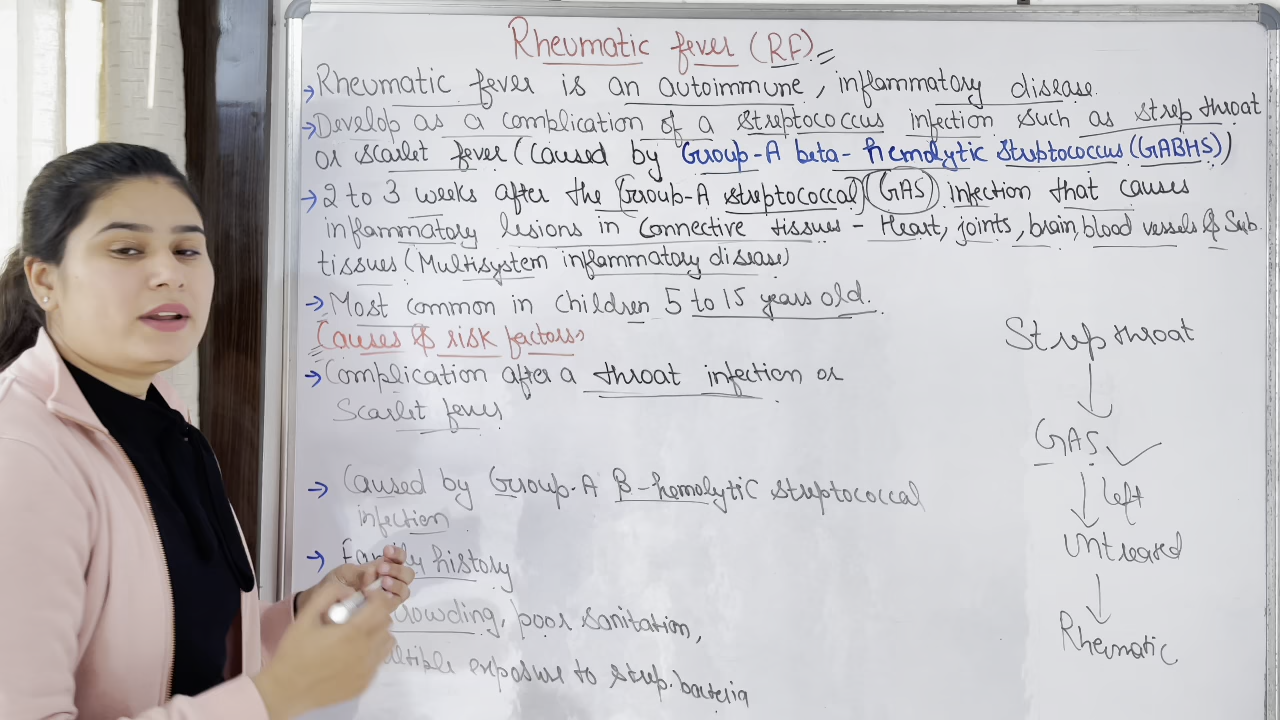 Rheumatic fever (RF)
→ Rheumatic fever is an autoimmune, inflammatory disease.
→ Develop as a complication of a streptococcus infection such as strep throat
or scarlet fever (caused by Group-A beta-hemolytic streptococcus (GABHS))
→ 2 to 3 weeks after the (Group-A streptococcal) (GAS) infection that causes
inflammatory lesions in connective tissues - Heart, joints, brain, blood vessels & Sub.
tissues (Multisystem inflammatory disease)
→ Most common in children 5 to 15 years old.
Causes & risk factors
→ Complication after a throat infection or
Scarlet fever
→ Caused by Group-A β-hemolytic streptococcal
infection
→ Family history
rowding, poor sanitation,
ltiple exposure to strep. bacteria
Strep throat
GAS ✓
left
Untreated
Rheumatic